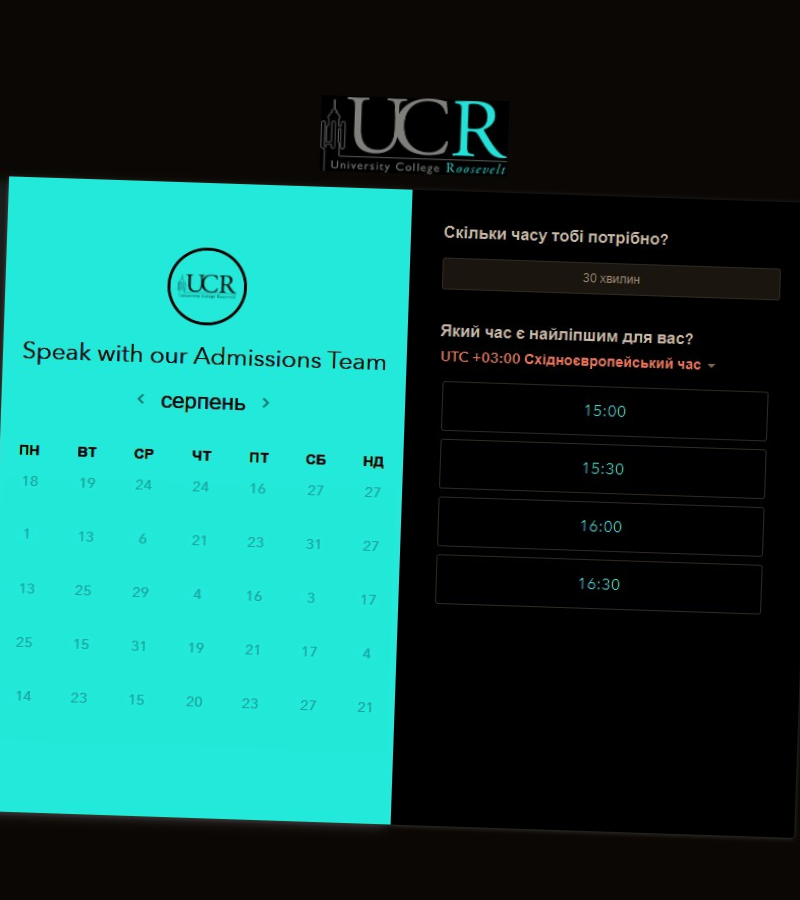 UCR
University College Roosevelt
UCR
Speak with our Admissions Team
серпень
ПН ВТ СР ЧТ ПТ СБ НД
18 19 24 24 16 27 27
1 13 6 21 23 31 27
13 25 29 4 16 3 17
25 15 31 19 21 17 4
14 23 15 20 23 27 21
Скільки часу тобі потрібно?
30 хвилин
Який час є найліпшим для вас?
UTC +03:00 Східноєвропейський час
15:00
15:30
16:00
16:30